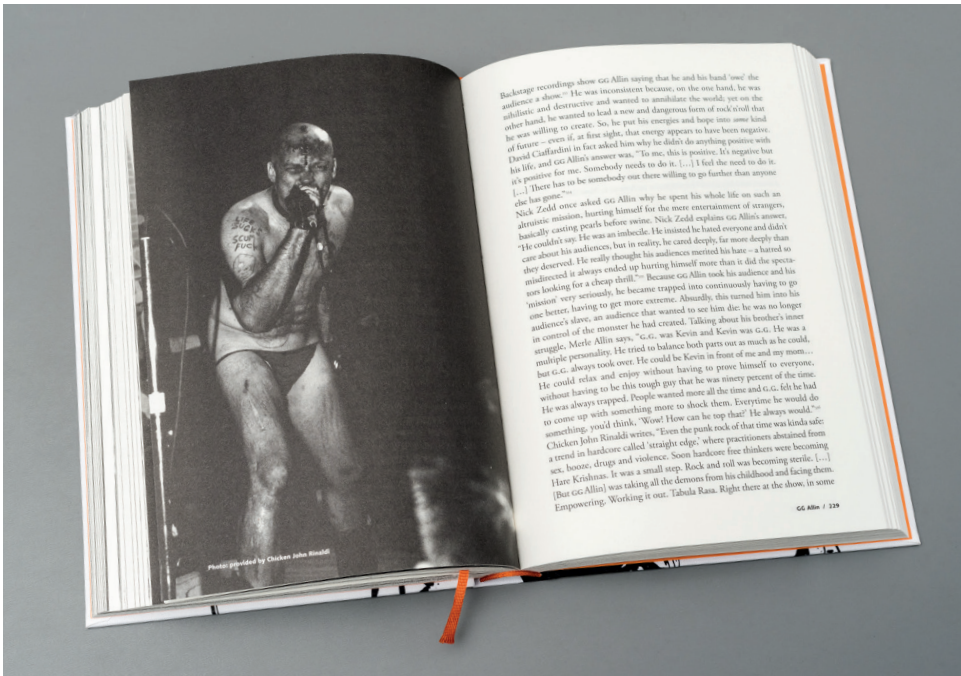 LIFE
SUCKS
SCUM
FUCK
Photo: provided by Chicken John Rinaldi
Backstage recordings show GG Allin saying that he and his band 'owe' the
audience a show. He was inconsistent because, on the one hand, he was
nihilistic and destructive and wanted to annihilate the world; yet on the
other hand, he wanted to lead a new and dangerous form of rock'n'roll that
he was willing to create. So, he put his energies and hope into some kind
of future – even if, at first sight, that energy appears to have been negative.
David Ciaffardini in fact asked him why he didn't do anything positive with
his life, and GG Allin's answer was, "To me, this is positive. It's negative but
it's positive for me. Somebody needs to do it. […] I feel the need to do it.
[…] There has to be somebody out there willing to go further than anyone
else has gone."
Nick Zedd once asked GG Allin why he spent his whole life on such an
altruistic mission, hurting himself for the mere entertainment of strangers,
basically casting pearls before swine. Nick Zedd explains GG Allin's answer,
"He couldn't say. He was an imbecile. He insisted he hated everyone and didn't
care about his audiences, but in reality, he cared deeply, far more deeply than
they deserved. He really thought his audiences merited his hate – a hatred so
misdirected it always ended up hurting himself more than it did the specta-
tors looking for a cheap thrill." Because GG Allin took his audience and his
'mission' very seriously, he became trapped into continuously having to go
one better, having to get more extreme. Absurdly, this turned him into his
audience's slave, an audience that wanted to see him die: he was no longer
in control of the monster he had created. Talking about his brother's inner
struggle, Merle Allin says, "G.G. was Kevin and Kevin was G.G. He was a
multiple personality. He tried to balance both parts out as much as he could,
but G.G. always took over. He could be Kevin in front of me and my mom…
He could relax and enjoy without having to prove himself to everyone,
without having to be this tough guy that he was ninety percent of the time.
He was always trapped. People wanted more all the time and G.G. felt he had
to come up with something more to shock them. Everytime he would do
something, you'd think, 'Wow! How can he top that?' He always would."
Chicken John Rinaldi writes, "Even the punk rock of that time was kinda safe:
a trend in hardcore called 'straight edge,' where practitioners abstained from
sex, booze, drugs and violence. Soon hardcore free thinkers were becoming
Hare Krishnas. It was a small step. Rock and roll was becoming sterile. […]
[But GG Allin] was taking all the demons from his childhood and facing them.
Empowering. Working it out. Tabula Rasa. Right there at the show, in some
GG Allin / 329